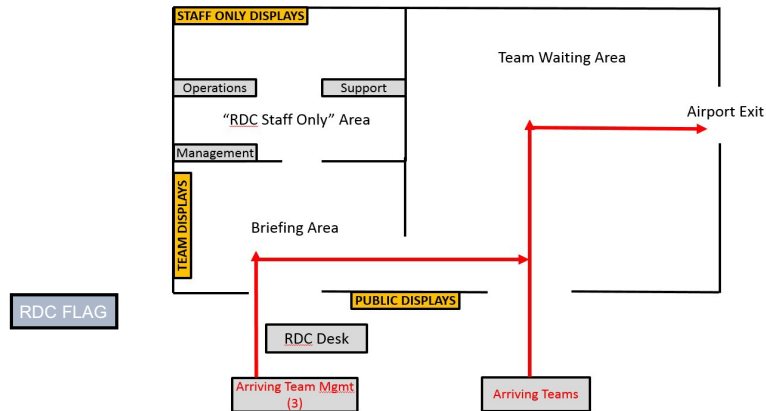 STAFF ONLY DISPLAYS
Team Waiting Area
Operations
Support
Airport Exit
“RDC Staff Only” Area
Management
TEAM DISPLAYS
Briefing Area
PUBLIC DISPLAYS
RDC FLAG
RDC Desk
Arriving Team Mgmt
(3)
Arriving Teams